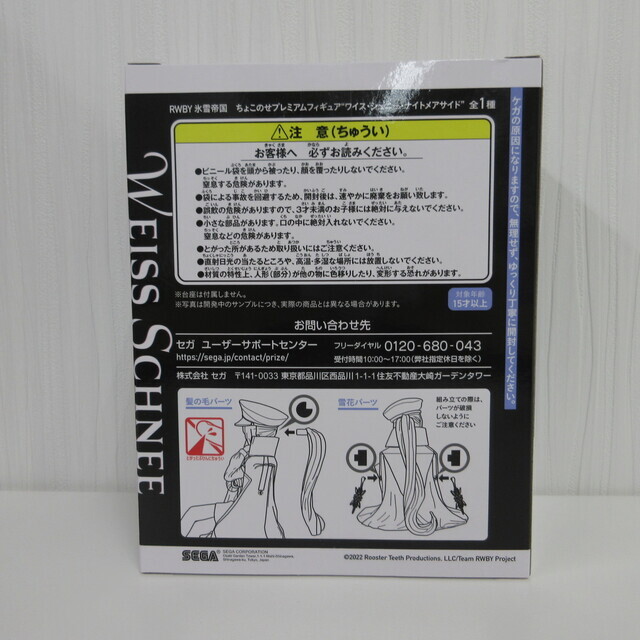 RWBY 氷雪帝国 ちょこのせプレミアムフィギュア"ワイス・シュニー ナイトメアサイド" 全1種
WEISS SCHNEE
ケガの原因になりますので、無理せず、ゆっくり丁寧に開封してください。
⚠注 意(ちゅうい)
お客様へ 必ずお読みください。
●ビニール袋を頭から被ったり、顔を覆ったりしないでください。
窒息する危険があります。
●袋による事故を回避するため、開封後は、速やかに廃棄をお願い致します。
●誤飲の危険がありますので、3才未満のお子様には絶対に与えないでください。
●小さな部品があります。口の中に絶対入れないでください。
窒息などの危険があります。
●とがった所があるため取り扱いにはご注意ください。
●直射日光の当たるところや、高温・多湿な場所には放置しないでください。
●材質の特性上、人形(部分)が他の物に色移りしたり、変形する恐れがあります。
※台座は付属しません。
※写真は開発中のサンプルにつき、実際の商品とは異なる場合があります。
対象年齢
15才以上
お問い合わせ先
セガ ユーザーサポートセンター
https://sega.jp/contact/prize/
フリーダイヤル 0120-680-043
受付時間10:00~17:00(弊社指定休日を除く)
株式会社 セガ 〒141-0033 東京都品川区西品川1-1-1住友不動産大崎ガーデンタワー
髪の毛パーツ
雪花パーツ
組み立ての際は、
パーツが破損
しないように
ご注意ください
SEGA
SEGA CORPORATION
©2022 Rooster Teeth Productions. LLC/Team RWBY Project